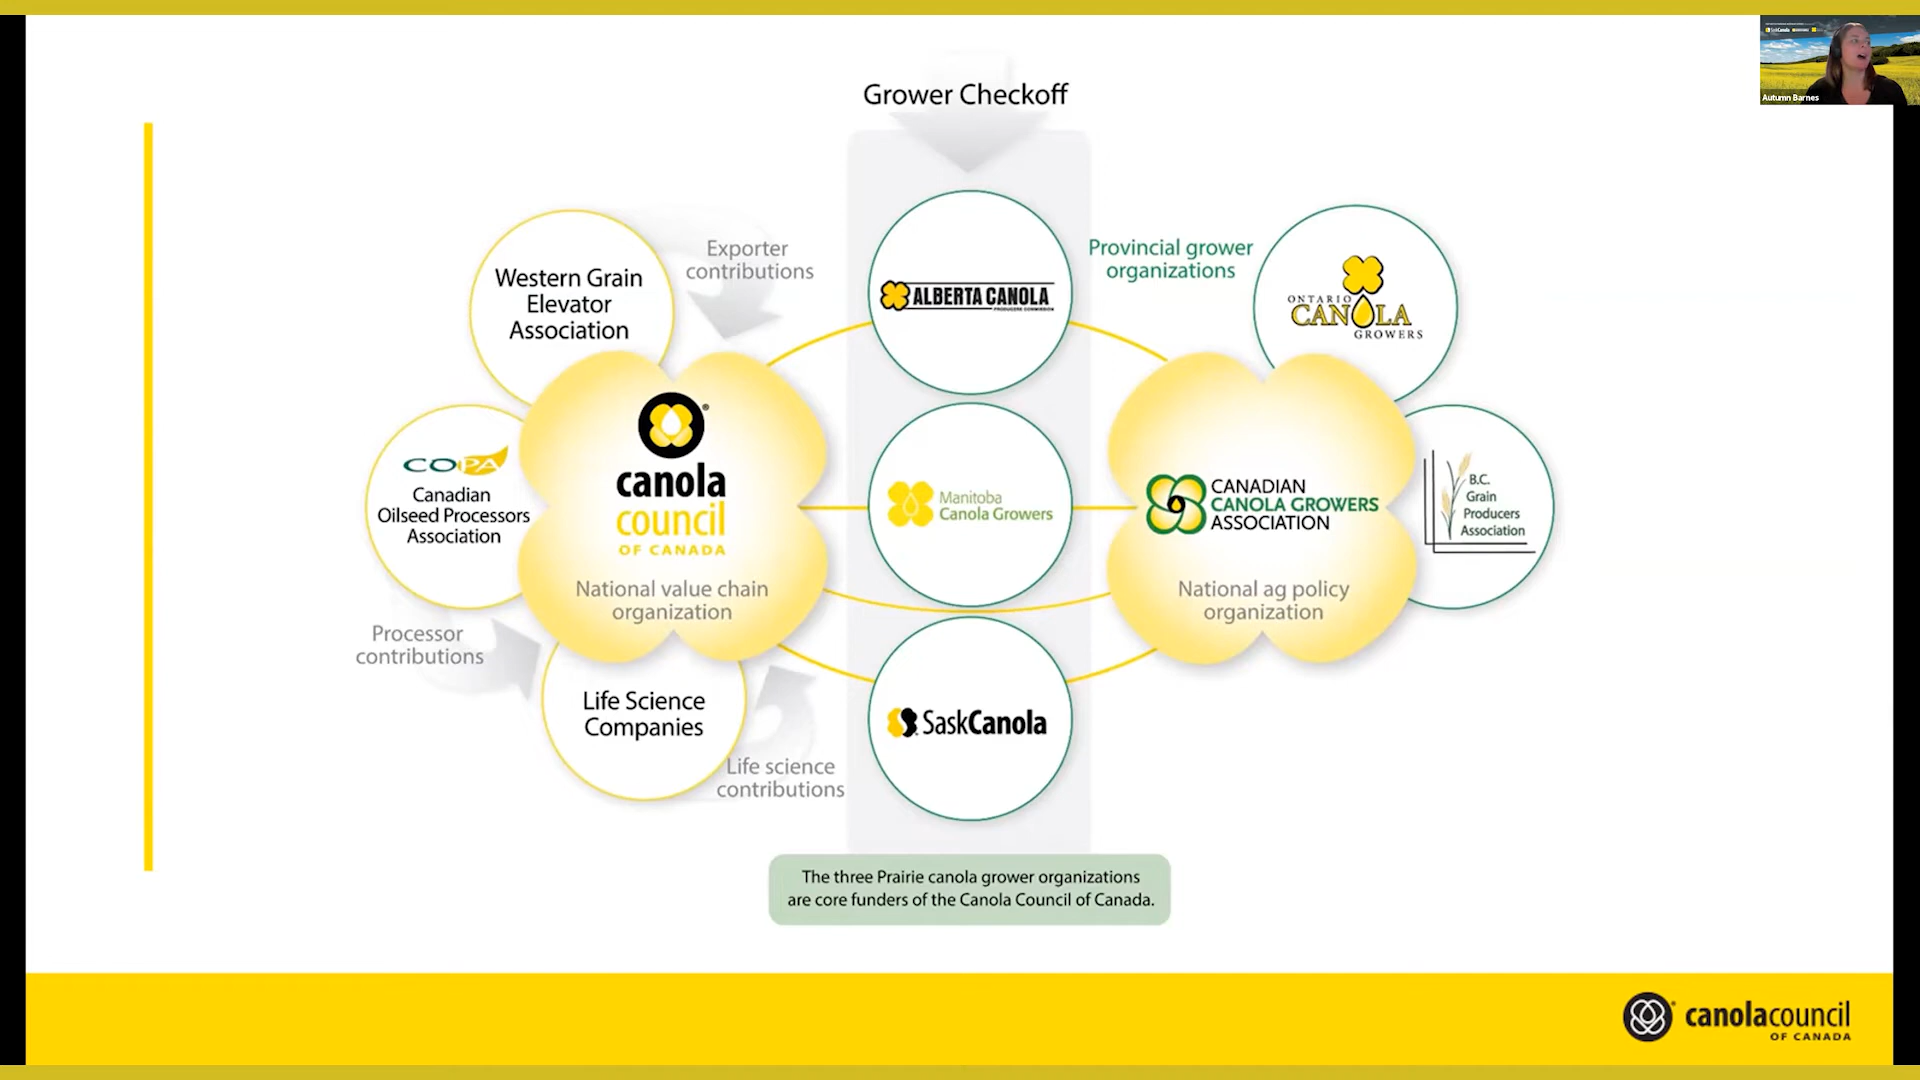 Autumn Barnes
Grower Checkoff
Western Grain
Elevator
Association
Exporter
contributions
ALBERTA CANOLA
PRODUCERS COMMISSION
Provincial grower
organizations
ONTARIO
CANOLA
GROWERS
COPA
Canadian
Oilseed Processors
Association
canola
council
OF CANADA
National value chain
organization
Manitoba
Canola Growers
CANADIAN
CANOLA GROWERS
ASSOCIATION
National ag policy
organization
B.C.
Grain
Producers
Association
Processor
contributions
Life Science
Companies
Life science
contributions
SaskCanola
The three Prairie canola grower organizations
are core funders of the Canola Council of Canada.
canolacouncil
OF CANADA